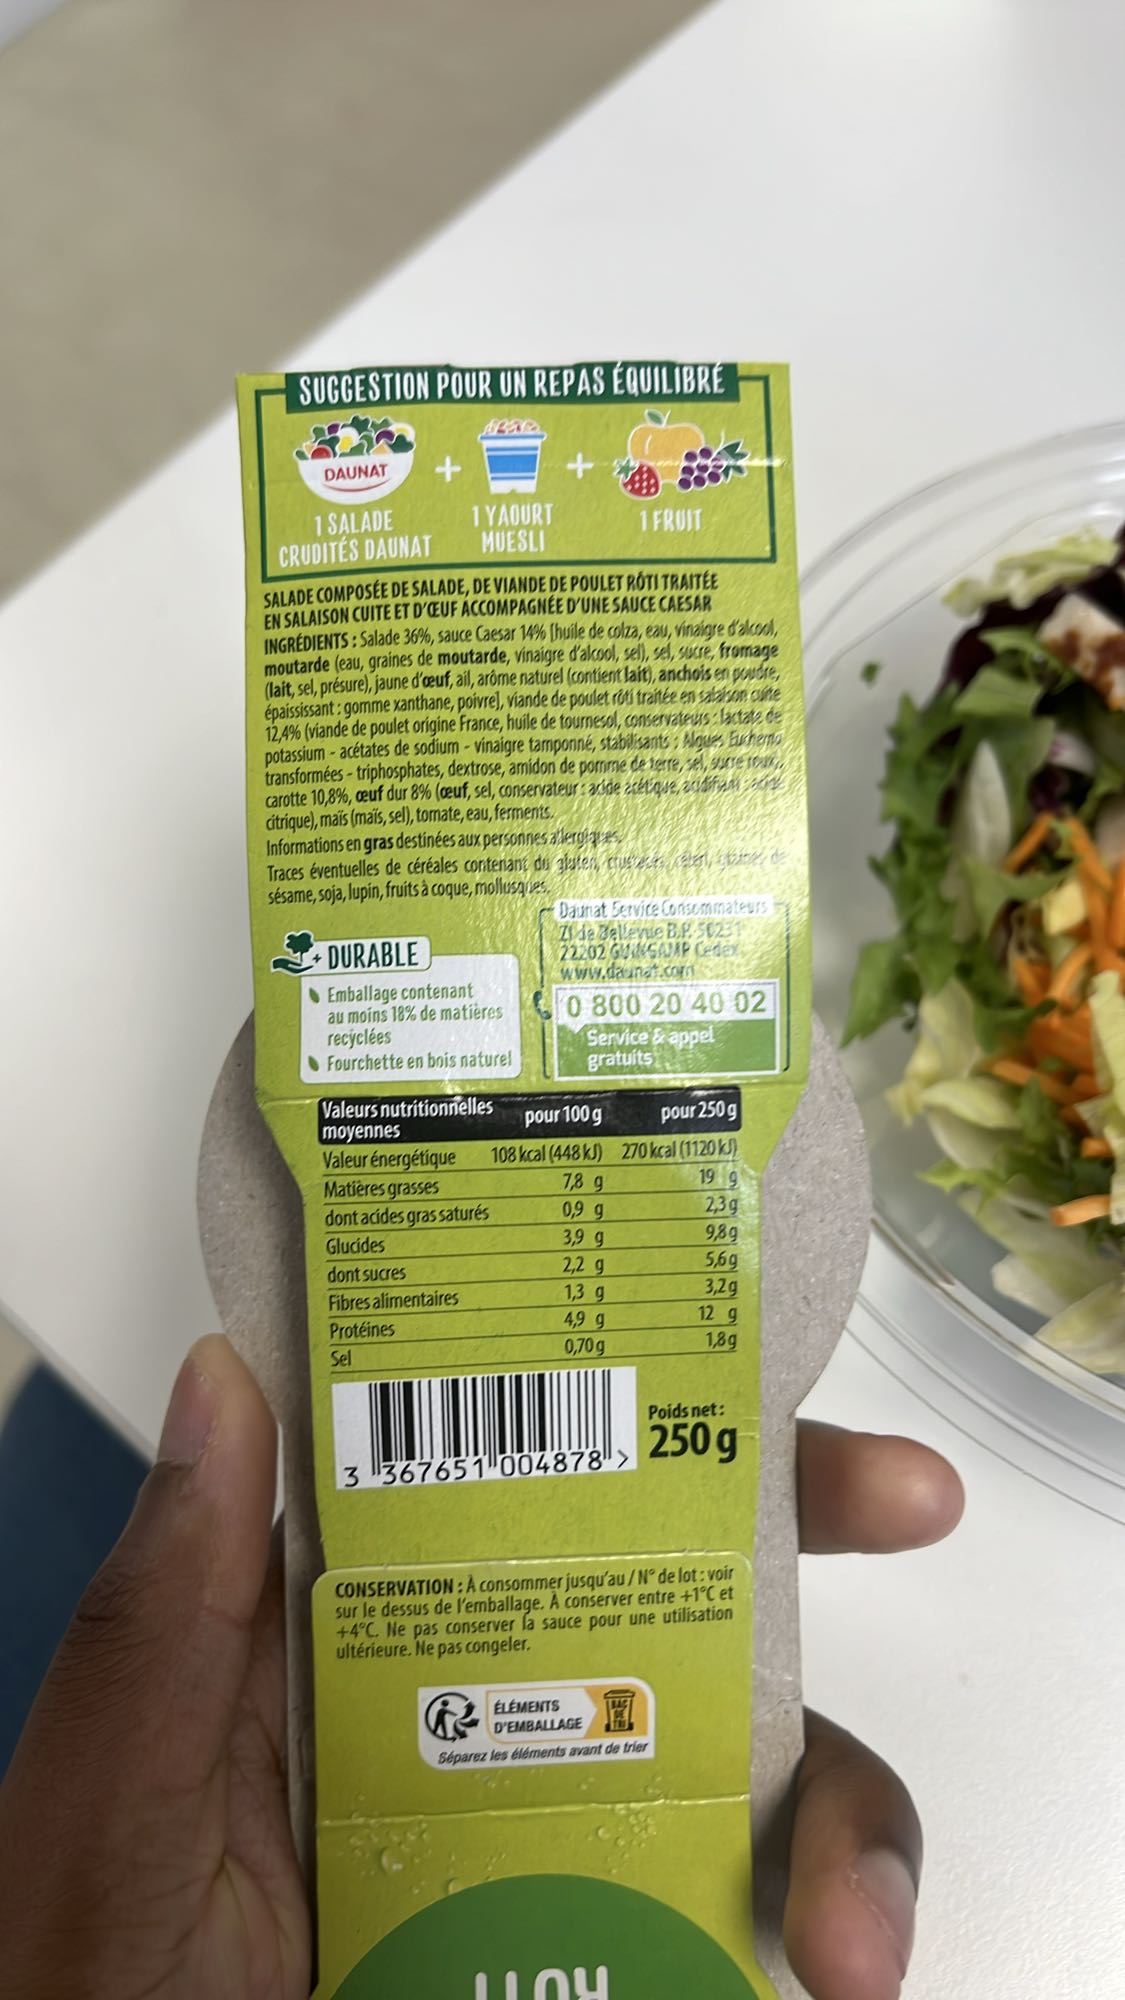 SUGGESTION POUR UN REPAS ÉQUILIBRÉ
DAUNAT
+
+
1 SALADE
CRUDITÉS DAUNAT
1 YAOURT
MUESLI
1 FRUIT
SALADE COMPOSÉE DE SALADE, DE VIANDE DE POULET RÔTI TRAITÉE
EN SALAISON CUITE ET D'ŒUF ACCOMPAGNÉE D'UNE SAUCE CAESAR
INGRÉDIENTS : Salade 36%, sauce Caesar 14% [huile de colza, eau, vinaigre d'alcool,
moutarde (eau, graines de moutarde, vinaigre d'alcool, sel), sel, sucre, fromage
(lait, sel, présure), jaune d'œuf, ail, arôme naturel (contient lait), anchois en poudre,
épaississant : gomme xanthane, poivre], viande de poulet rôti traitée en salaison cuite
12,4% (viande de poulet origine France, huile de tournesol, conservateurs : lactate de
potassium - acétates de sodium - vinaigre tamponné, stabilisants : Algues Euchema
transformées - triphosphates, dextrose, amidon de pomme de terre, sel, sucre roux),
carotte 10,8%, œuf dur 8% (œuf, sel, conservateur : acide acétique, acidifiant : acide
citrique), maïs (maïs, sel), tomate, eau, ferments.
Informations en gras destinées aux personnes allergiques.
Traces éventuelles de céréales contenant du gluten, crustacés, céleri, graines de
sésame, soja, lupin, fruits à coque, mollusques.
+ DURABLE
Emballage contenant
au moins 18% de matières
recyclées
Fourchette en bois naturel
Daunat Service Consommateurs
ZI de Bellevue B.P. 50231
22202 GUINGAMP Cedex
www.daunat.com
0 800 20 40 02
Service & appel
gratuits
Valeurs nutritionnelles
moyennes pour 100 g pour 250 g
Valeur énergétique 108 kcal (448 kJ) 270 kcal (1120 kJ)
Matières grasses 7,8 g 19 g
dont acides gras saturés 0,9 g 2,3 g
Glucides 3,9 g 9,8 g
dont sucres 2,2 g 5,6 g
Fibres alimentaires 1,3 g 3,2 g
Protéines 4,9 g 12 g
Sel 0,70 g 1,8 g
3 367651 004878 >
Poids net :
250 g
CONSERVATION : À consommer jusqu'au / N° de lot : voir
sur le dessus de l'emballage. À conserver entre +1°C et
+4°C. Ne pas conserver la sauce pour une utilisation
ultérieure. Ne pas congeler.
ÉLÉMENTS
D'EMBALLAGE
BAC
DE
TRI
Séparez les éléments avant de trier
RÔTI